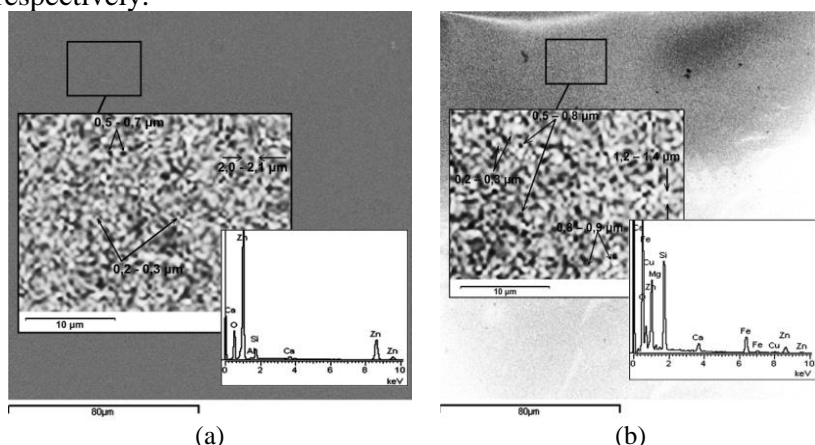 respectively.
0,5 - 0,7 µm
2,0 - 2,1 µm
0,2 - 0,3 µm
10 µm
Zn
Ca
O
Si
Al
Ca
Zn
Zn
0 2 4 6 8 10
keV
80µm
(a)
0,5 – 0,8 µm
1,2 – 1,4 µm
0,2 – 0,3 µm
0,8 – 0,9 µm
10 µm
Ca
Fe
Cu
Si
Mg
Zn
O
Ca
Fe
Fe
Cu
Zn
Zn
0 2 4 6 8 10
keV
80µm
(b)